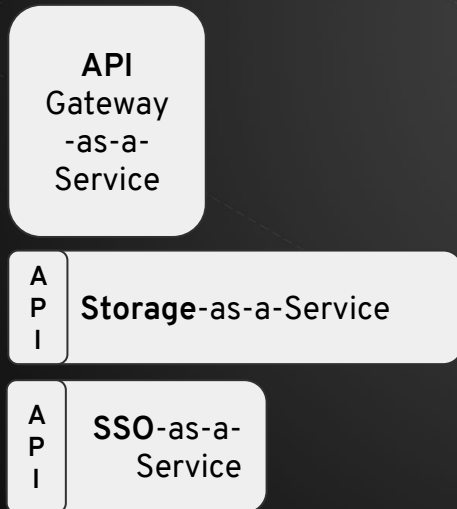 API
Gateway
-as-a-
Service
A
P
I
Storage-as-a-Service
A
P
I
SSO-as-a-
Service